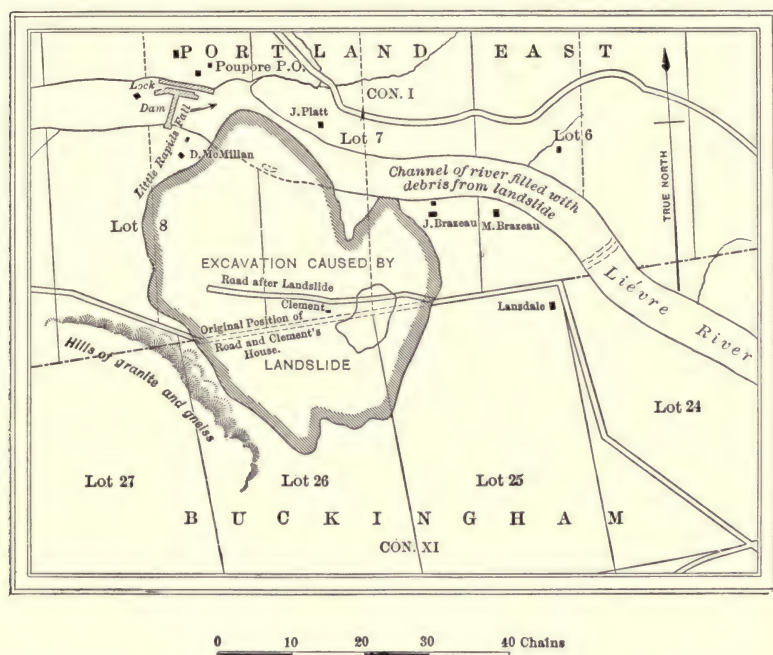 PORTLAND EAST
Poupore P.O.
CON. I
Lock
Dam
J. Platt
Lot 7
Lot 6
Little Rapids Fall
D. McMillan
Channel of river filled with
debris from landslide
TRUE NORTH
Lot 8
J. Brazeau
M. Brazeau
EXCAVATION CAUSED BY
Road after Landslide
Clement
Lansdale
Lièvre River
Original Position of
Road and Clement's
House.
LANDSLIDE
Hills of granite and gneiss
Lot 24
Lot 27
Lot 26
Lot 25
BUCKINGHAM
CON. XI
0 10 20 30 40 Chains